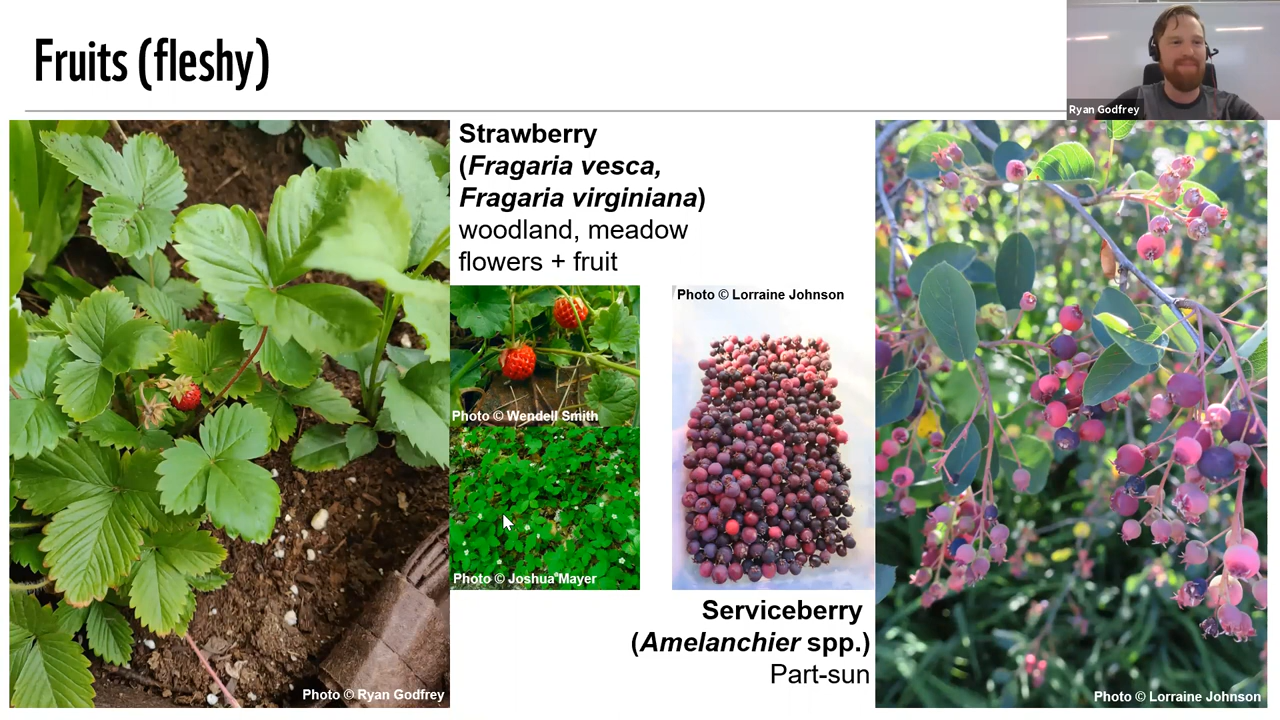 Fruits (fleshy)
Ryan Godfrey
Strawberry
(Fragaria vesca,
Fragaria virginiana)
woodland, meadow
flowers + fruit
Photo © Wendell Smith
Photo © Joshua Mayer
Photo © Ryan Godfrey
Photo © Lorraine Johnson
Serviceberry
(Amelanchier spp.)
Part-sun
Photo © Lorraine Johnson